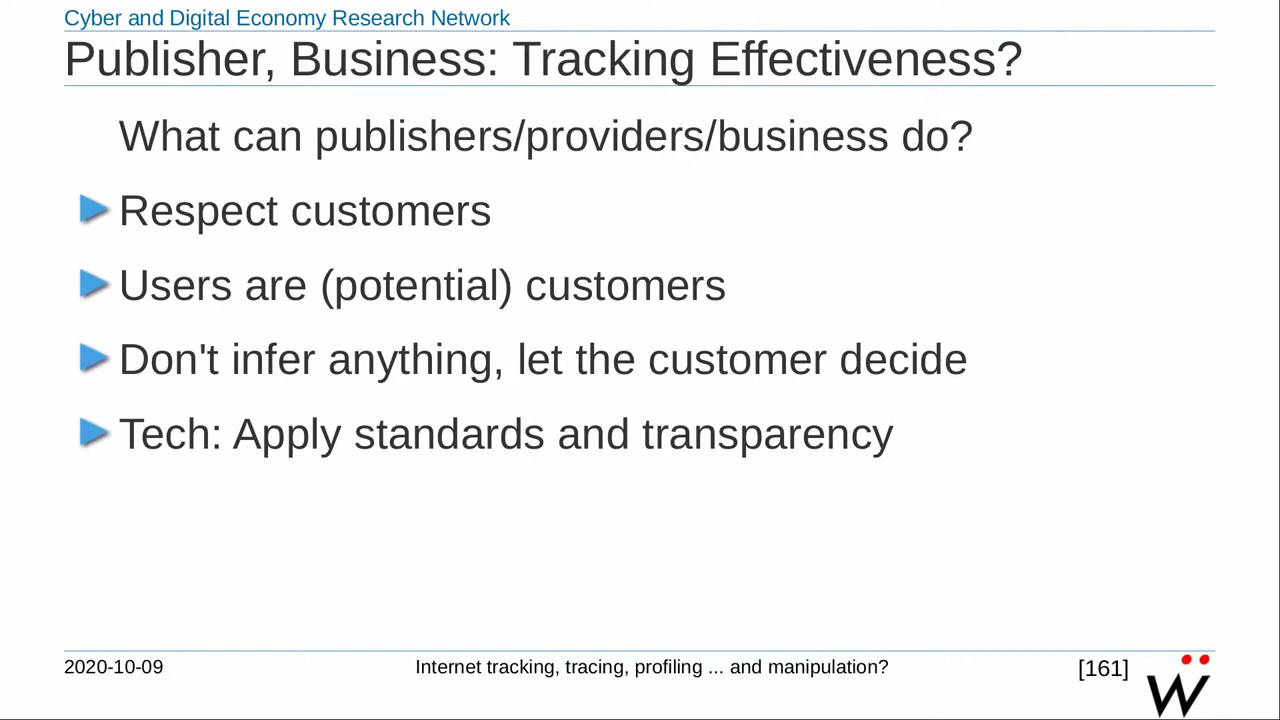 Cyber and Digital Economy Research Network
Publisher, Business: Tracking Effectiveness?
What can publishers/providers/business do?
Respect customers
Users are (potential) customers
Don't infer anything, let the customer decide
Tech: Apply standards and transparency
2020-10-09
Internet tracking, tracing, profiling ... and manipulation?
[161]
Ẅ